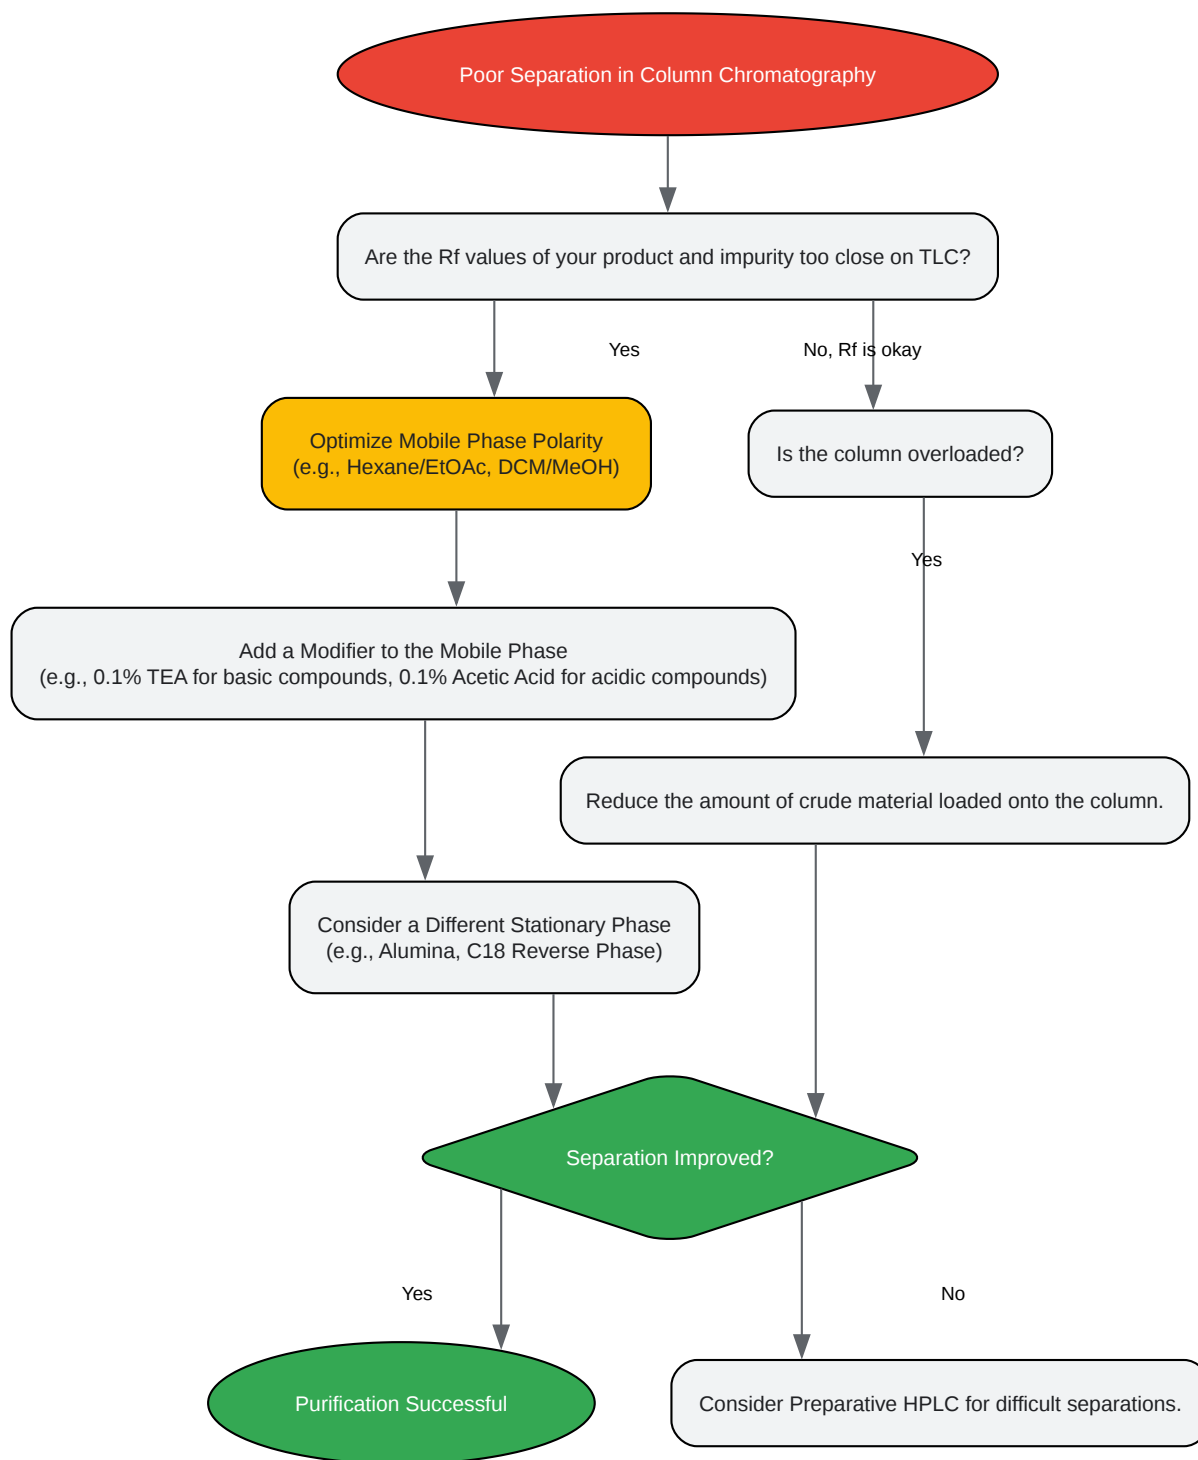 Poor Separation in Column Chromatography
Are the Rf values of your product and impurity too close on TLC?
Yes
No, Rf is okay
Optimize Mobile Phase Polarity
(e.g., Hexane/EtOAc, DCM/MeOH)
Is the column overloaded?
Yes
Add a Modifier to the Mobile Phase
(e.g., 0.1% TEA for basic compounds, 0.1% Acetic Acid for acidic compounds)
Reduce the amount of crude material loaded onto the column.
Consider a Different Stationary Phase
(e.g., Alumina, C18 Reverse Phase)
Separation Improved?
Yes
No
Purification Successful
Consider Preparative HPLC for difficult separations.